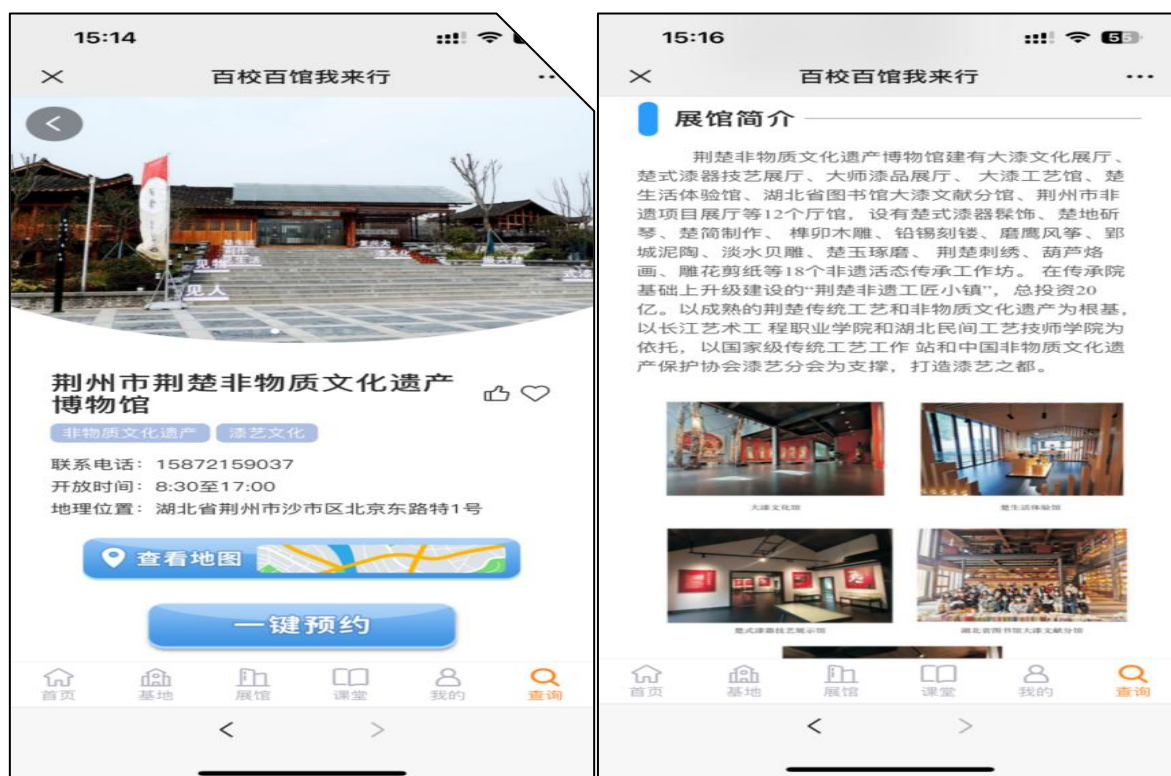 15:14
百校百馆我来行
见物
见人
荆州市荆楚非物质文化遗产
博物馆
非物质文化遗产 漆艺文化
联系电话：15872159037
开放时间：8:30至17:00
地理位置：湖北省荆州市沙市区北京东路特1号
查看地图
一键预约
首页 基地 展馆 课堂 我的 查询
15:16
55
百校百馆我来行
展馆简介
荆楚非物质文化遗产博物馆建有大漆文化展厅、
楚式漆器技艺展厅、大师漆品展厅、 大漆工艺馆、楚
生活体验馆、湖北省图书馆大漆文献分馆、荆州市非
遗项目展厅等12个厅馆，设有楚式漆器髹饰、楚地斫
琴、楚简制作、 榫卯木雕、铅锡刻镂、磨鹰风筝、郢
城泥陶、淡水贝雕、楚玉琢磨、 荆楚刺绣、葫芦烙
画、雕花剪纸等18个非遗活态传承工作坊。 在传承院
基础上升级建设的“荆楚非遗工匠小镇”，总投资20
亿。以成熟的荆楚传统工艺和非物质文化遗产为根基，
以长江艺术工 程职业学院和湖北民间工艺技师学院为
依托，以国家级传统工艺工作 站和中国非物质文化遗
产保护协会漆艺分会为支撑，打造漆艺之都。
大漆文化馆
楚生活体验馆
楚式漆器技艺展示馆
湖北省图书馆大漆文献分馆
首页 基地 展馆 课堂 我的 查询